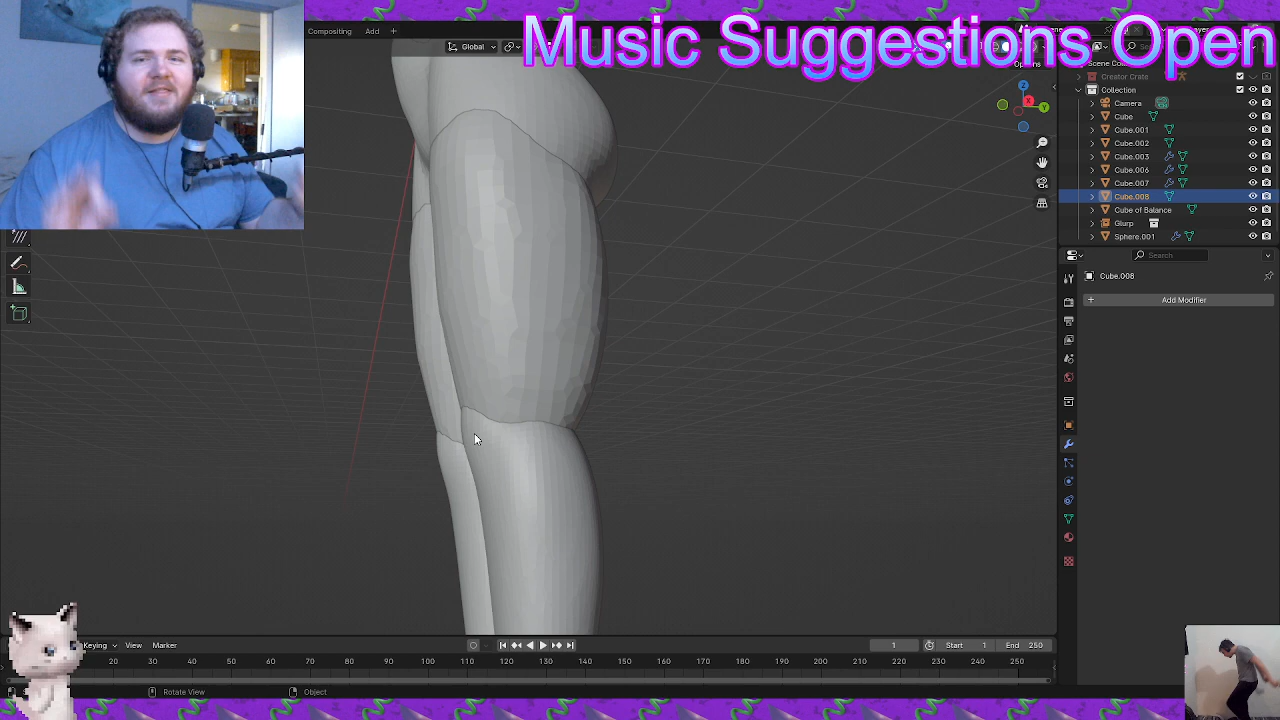 Music Suggestions Open
Compositing Add +
Global
Options
Scene Coll
Creator Crate
Collection
Camera
Cube
Cube.001
Cube.002
Cube.003
Cube.006
Cube.007
Cube.008
Cube of Balance
Glurp
Sphere.001
Search
Cube.008
+ Add Modifier
Keying View Marker
1 Start 1 End 250
20 30 40 50 60 70 80 90 100 110 120 130 140 150 160 170 180 190 200 210 220 230 240 250
Rotate View Object